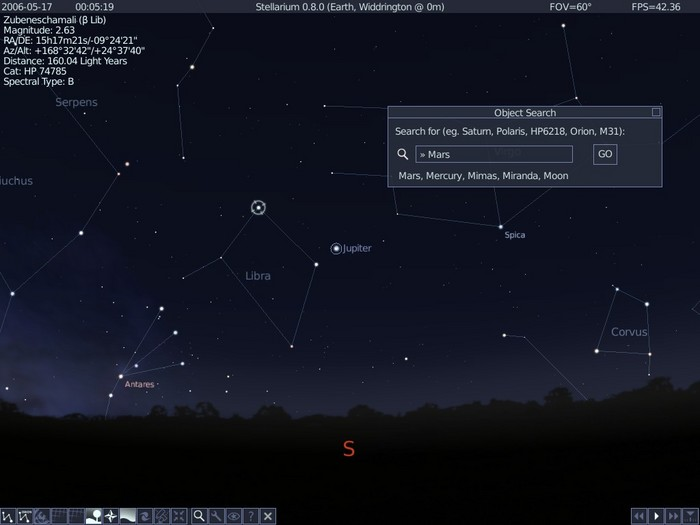 2006-05-17 00:05:19 Stellarium 0.8.0 (Earth, Widdrington @ 0m) FOV=60° FPS=42.36
Zubeneschamali (β Lib)
Magnitude: 2.63
RA/DE: 15h17m21s/-09°24'21"
Az/Alt: +168°32'42"/+24°37'40"
Distance: 160.04 Light Years
Cat: HP 74785
Spectral Type: B
Serpens
Object Search
Search for (eg. Saturn, Polaris, HP6218, Orion, M31):
» Mars GO
Mars, Mercury, Mimas, Miranda, Moon
iuchus
Spica
Jupiter
Libra
Corvus
Antares
S